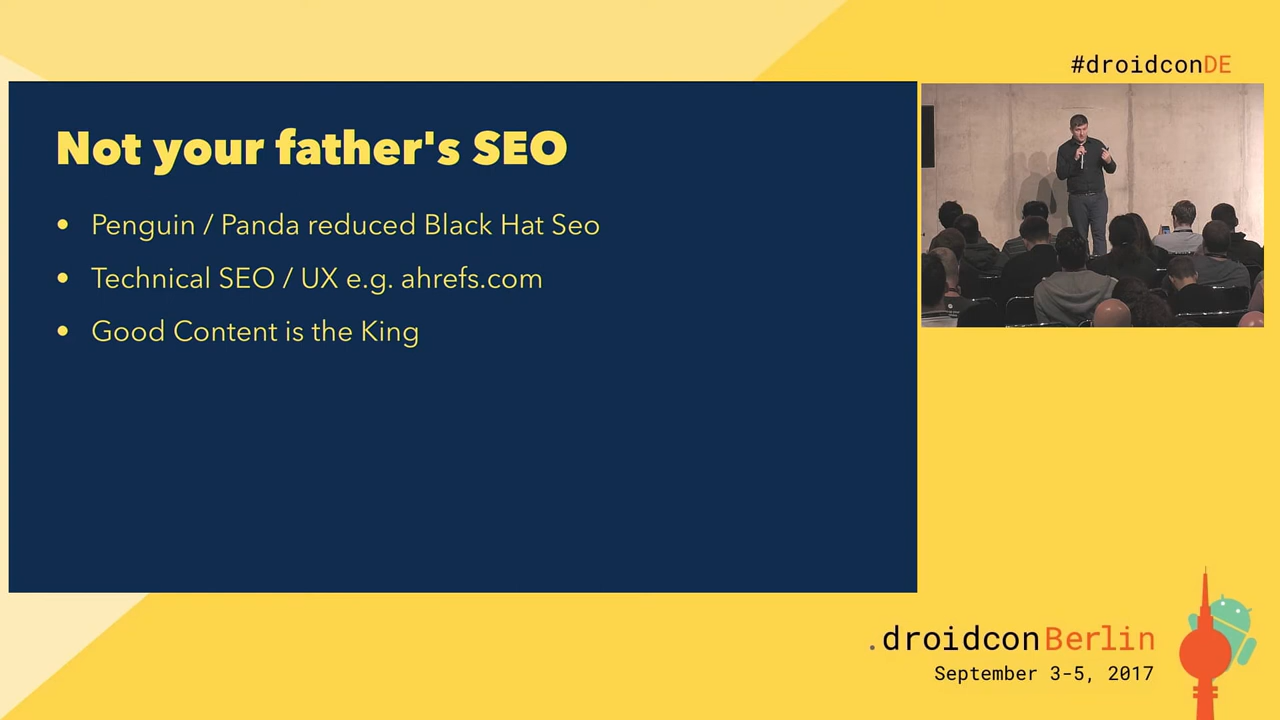 #droidconDE
Not your father's SEO
• Penguin / Panda reduced Black Hat Seo
• Technical SEO / UX e.g. ahrefs.com
• Good Content is the King
.droidconBerlin
September 3-5, 2017